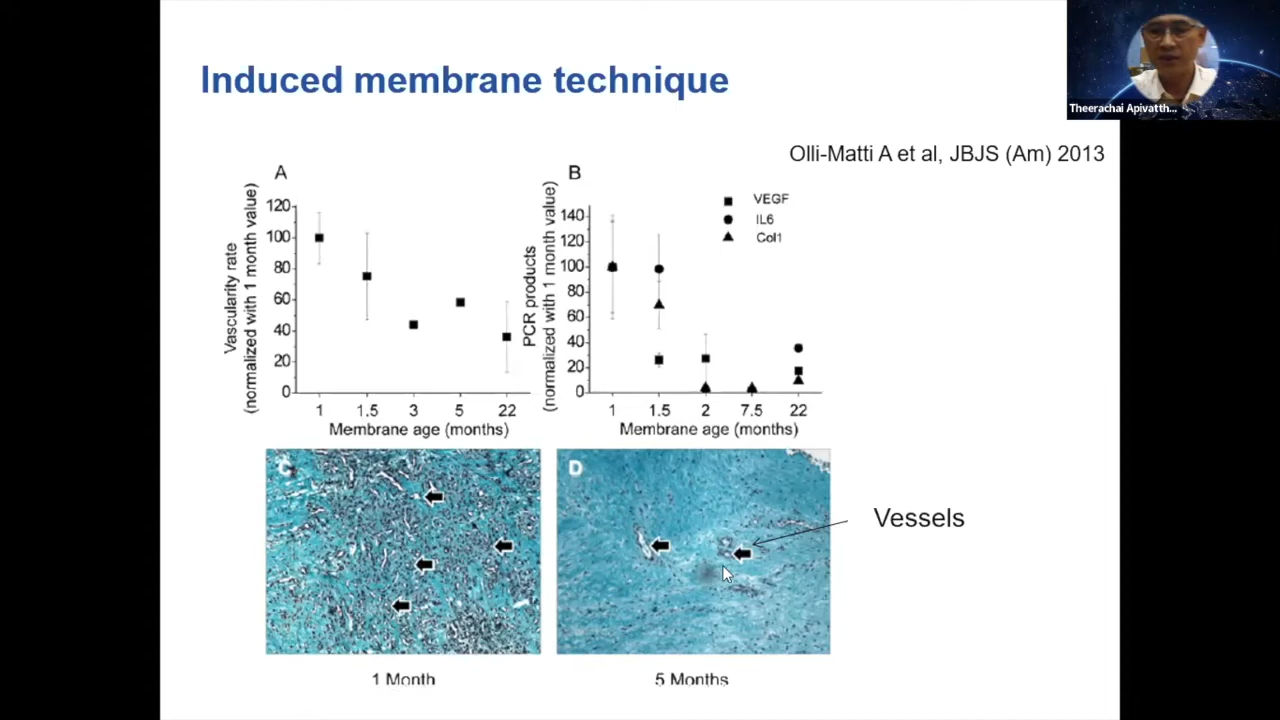 Theerachai Apivatth...
Induced membrane technique
Olli-Matti A et al, JBJS (Am) 2013
A
Vascularity rate
(normalized with 1 month value)
120
100
80
60
40
20
0
1 1.5 3 5 22
Membrane age (months)
B
PCR products
(normalized with 1 month value)
140
120
100
80
60
40
20
0
VEGF
IL6
Col1
1 1.5 2 7.5 22
Membrane age (months)
C
D
Vessels
1 Month
5 Months